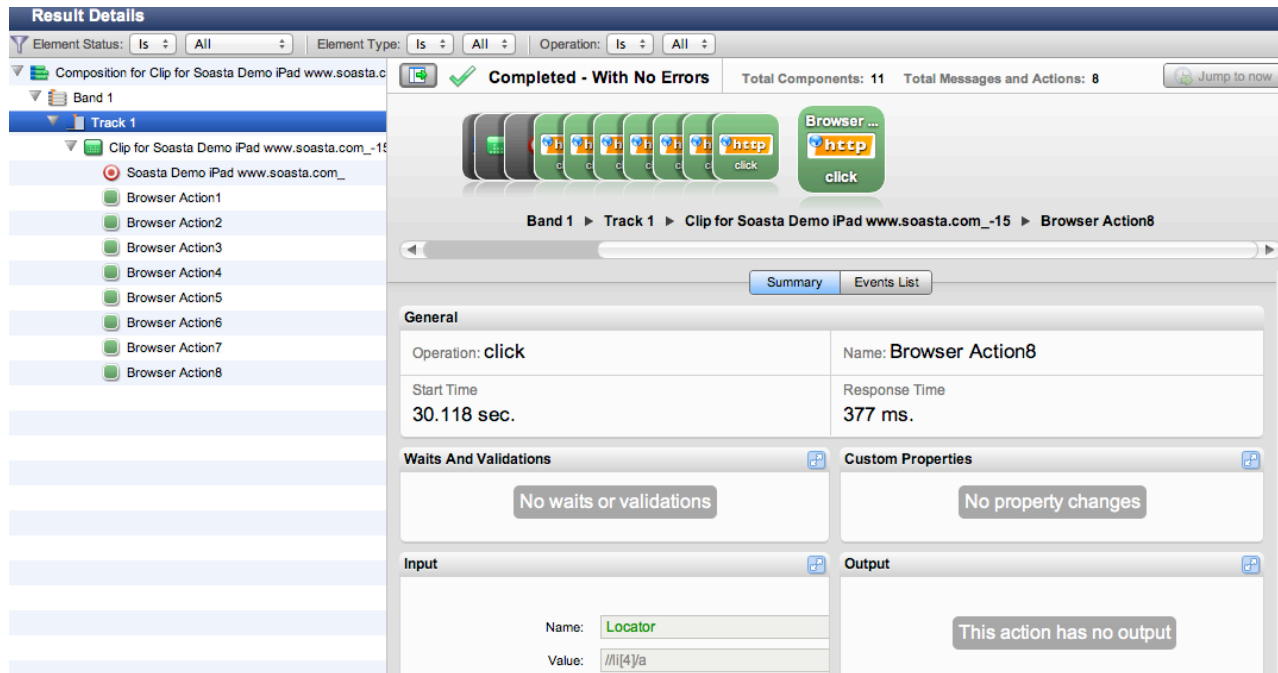 Result Details
Element Status: Is All Element Type: Is All Operation: Is All
Composition for Clip for Soasta Demo iPad www.soasta.c
Band 1
Track 1
Clip for Soasta Demo iPad www.soasta.com_-15
Soasta Demo iPad www.soasta.com_
Browser Action1
Browser Action2
Browser Action3
Browser Action4
Browser Action5
Browser Action6
Browser Action7
Browser Action8
Completed - With No Errors Total Components: 11 Total Messages and Actions: 8 Jump to now
h h h h h http
click
Browser ...
http
click
Band 1 ▶ Track 1 ▶ Clip for Soasta Demo iPad www.soasta.com_-15 ▶ Browser Action8
Summary Events List
General
Operation: click Name: Browser Action8
Start Time Response Time
30.118 sec. 377 ms.
Waits And Validations Custom Properties
No waits or validations No property changes
Input Output
Name: Locator
This action has no output
Value: //li[4]/a